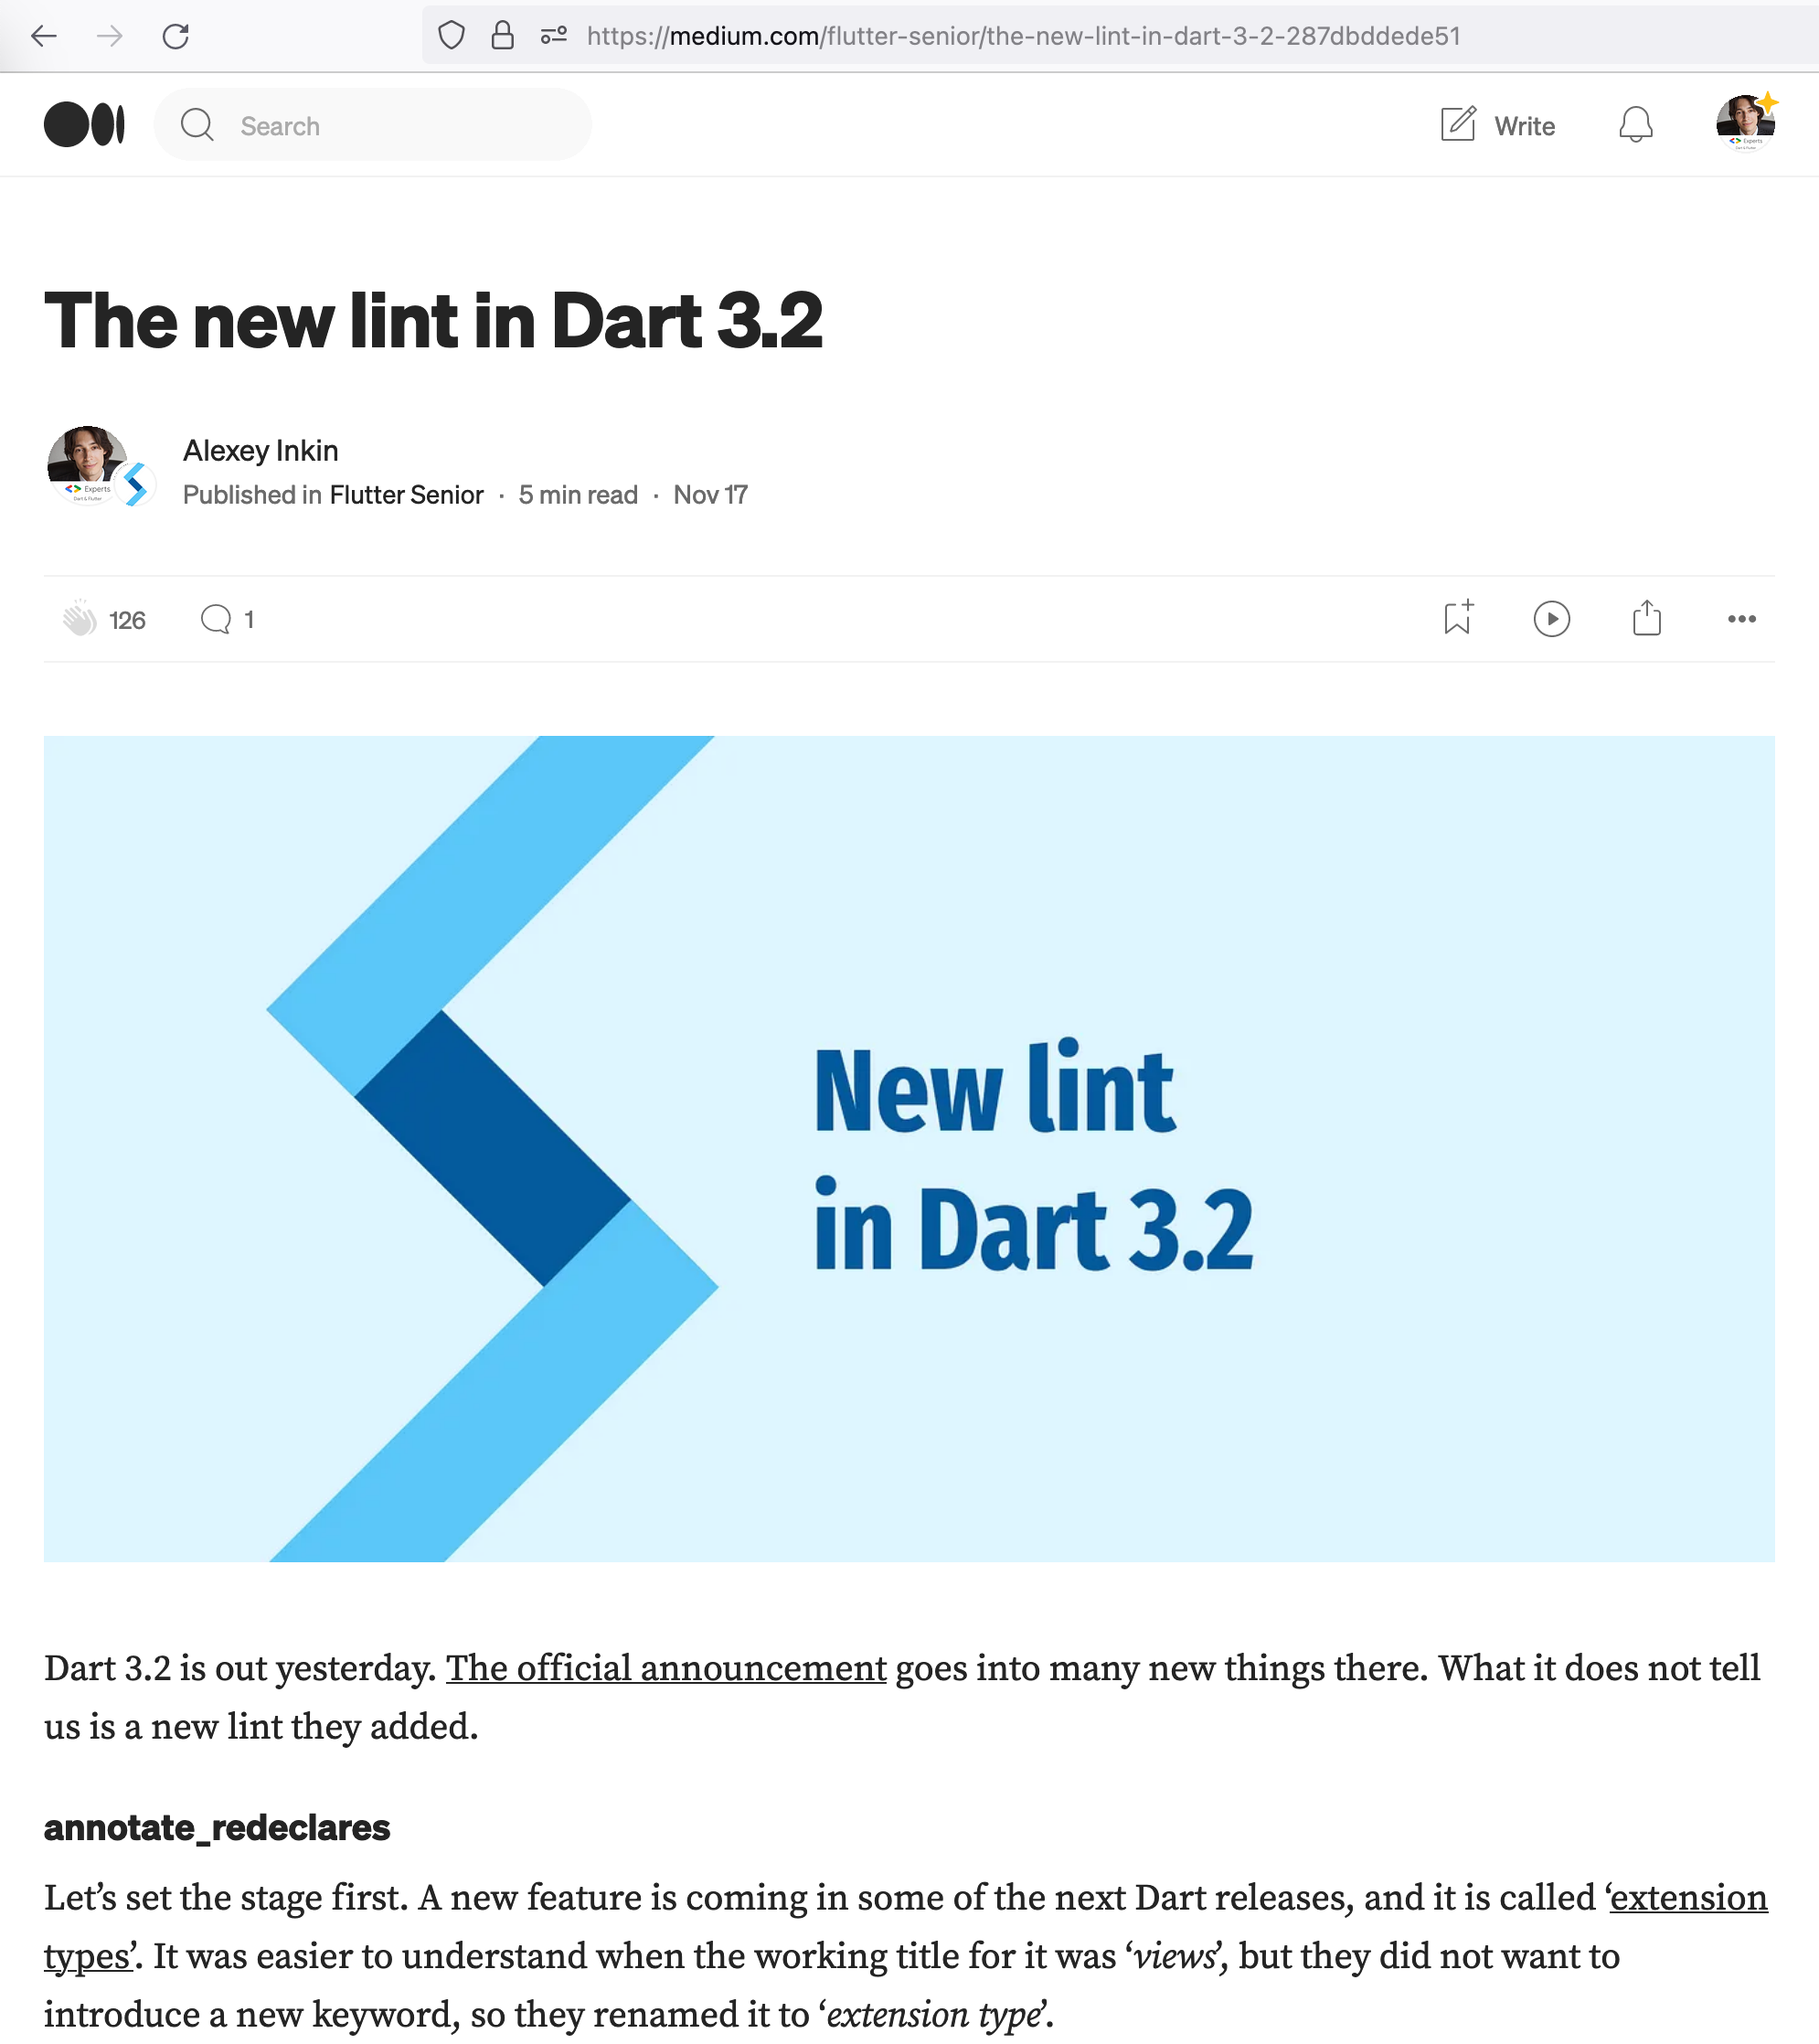 https://medium.com/flutter-senior/the-new-lint-in-dart-3-2-287dbddede51
Search
Write
Experts
Dart & Flutter
The new lint in Dart 3.2
Alexey Inkin
Published in Flutter Senior · 5 min read · Nov 17
Experts
Dart & Flutter
126
1
New lint
in Dart 3.2
Dart 3.2 is out yesterday. The official announcement goes into many new things there. What it does not tell
us is a new lint they added.
annotate_redeclares
Let’s set the stage first. A new feature is coming in some of the next Dart releases, and it is called ‘extension
types’. It was easier to understand when the working title for it was ‘views’, but they did not want to
introduce a new keyword, so they renamed it to ‘extension type’.